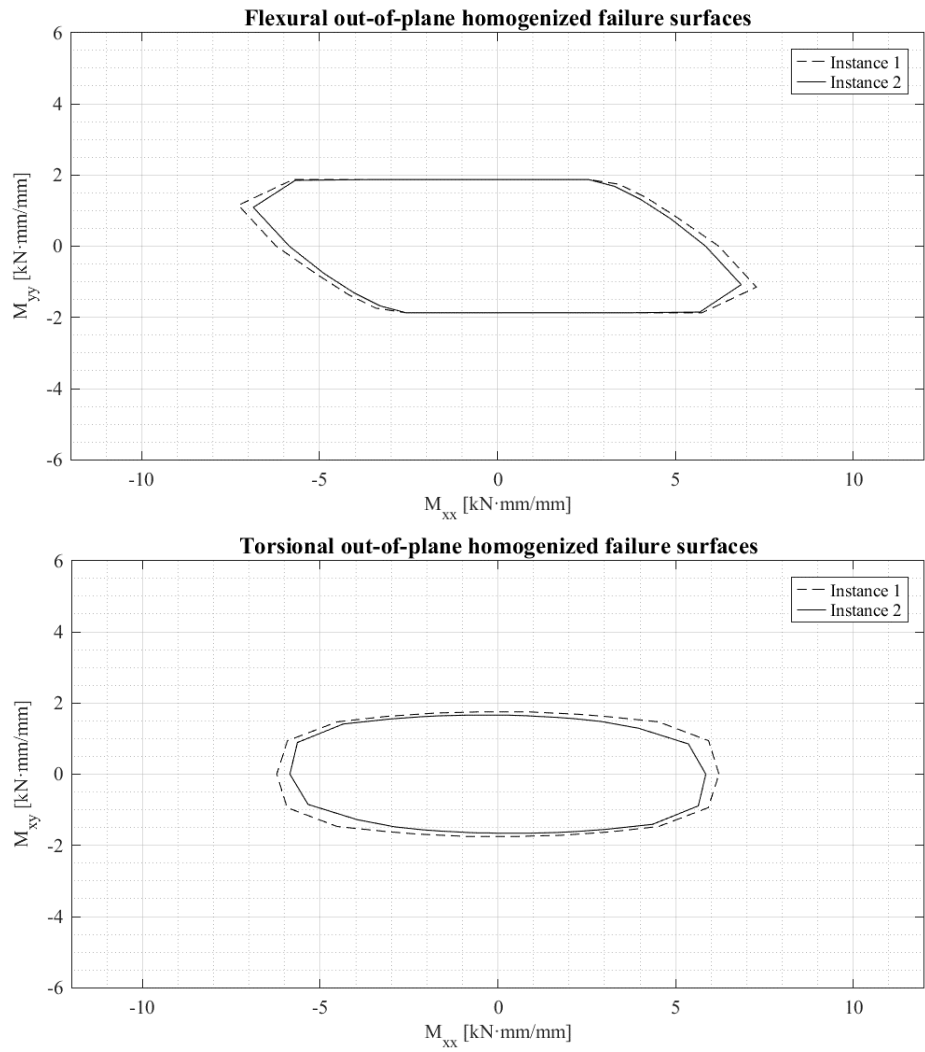 Flexural out-of-plane homogenized failure surfaces
6
4
2
0
-2
-4
-6
M_yy [kN·mm/mm]
Instance 1
Instance 2
-10 -5 0 5 10
M_xx [kN·mm/mm]
Torsional out-of-plane homogenized failure surfaces
6
4
2
0
-2
-4
-6
M_xy [kN·mm/mm]
Instance 1
Instance 2
-10 -5 0 5 10
M_xx [kN·mm/mm]